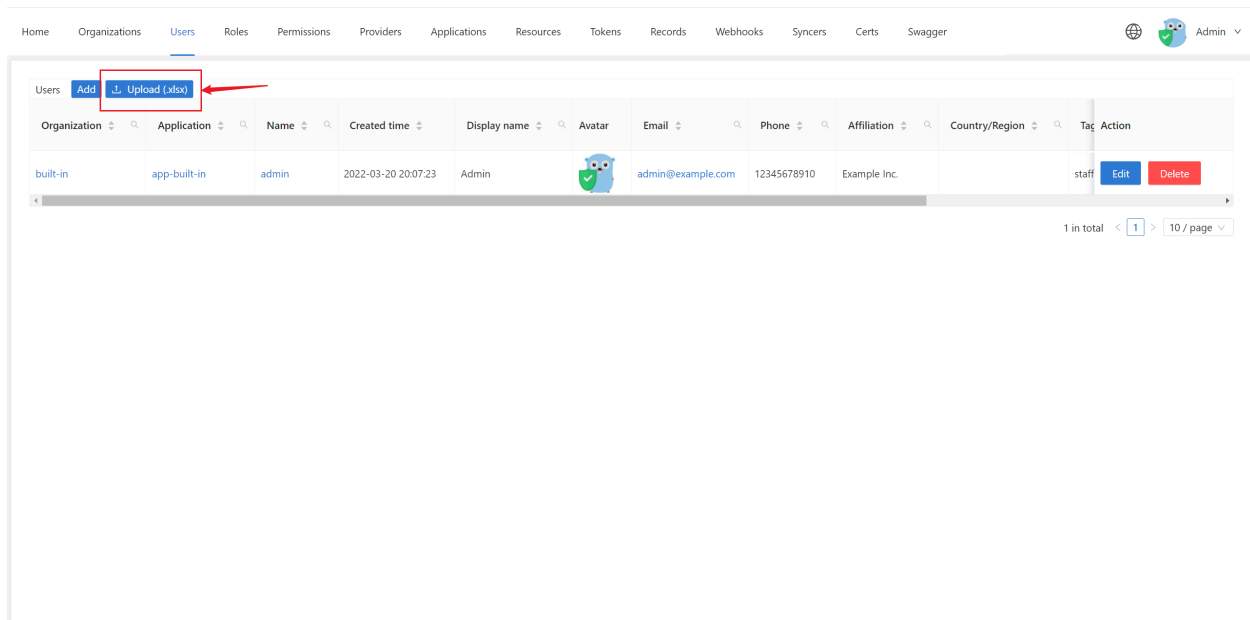 Home Organizations Users Roles Permissions Providers Applications Resources Tokens Records Webhooks Syncers Certs Swagger Admin
Users Add Upload (.xlsx)
Organization Application Name Created time Display name Avatar Email Phone Affiliation Country/Region Tag Action
built-in app-built-in admin 2022-03-20 20:07:23 Admin admin@example.com 12345678910 Example Inc. staff Edit Delete
1 in total < 1 > 10 / page